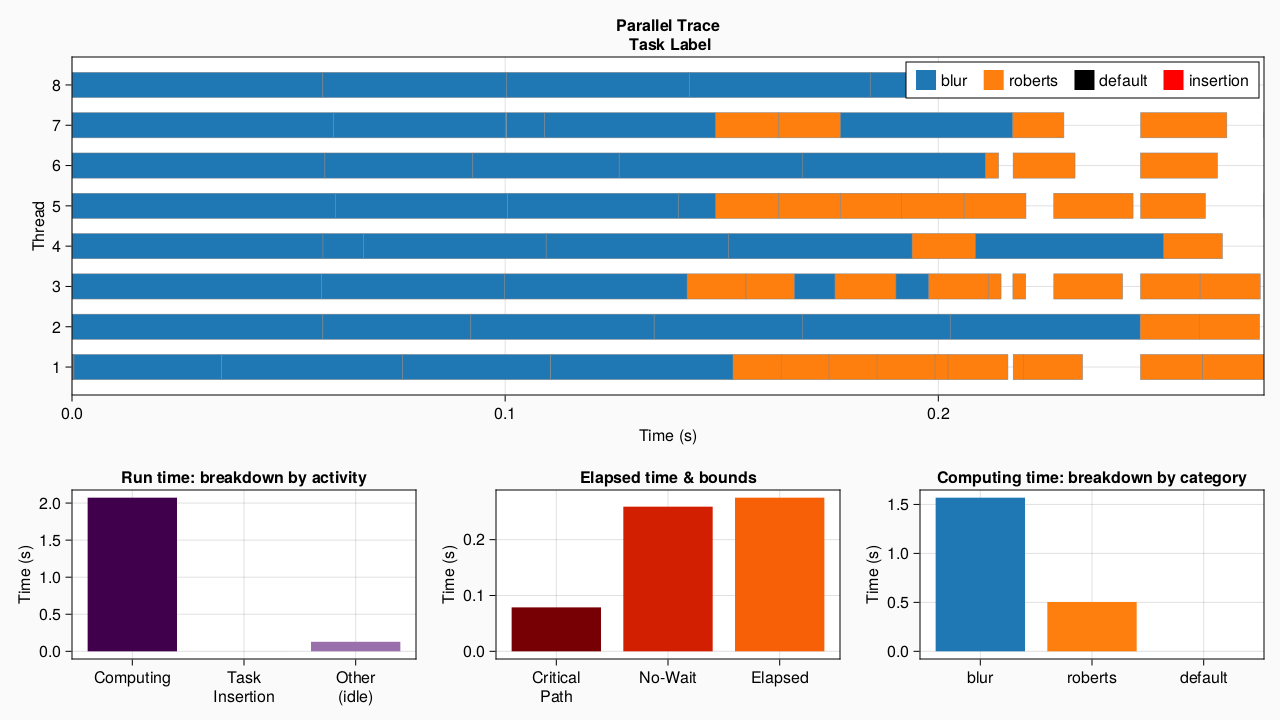 Parallel Trace
Task Label
blur
roberts
default
insertion
Thread
8
7
6
5
4
3
2
1
0.0
0.1
0.2
Time (s)
Run time: breakdown by activity
Time (s)
2.0
1.5
1.0
0.5
0.0
Computing
Task
Insertion
Other
(idle)
Elapsed time & bounds
Time (s)
0.2
0.1
0.0
Critical
Path
No-Wait
Elapsed
Computing time: breakdown by category
Time (s)
1.5
1.0
0.5
0.0
blur
roberts
default